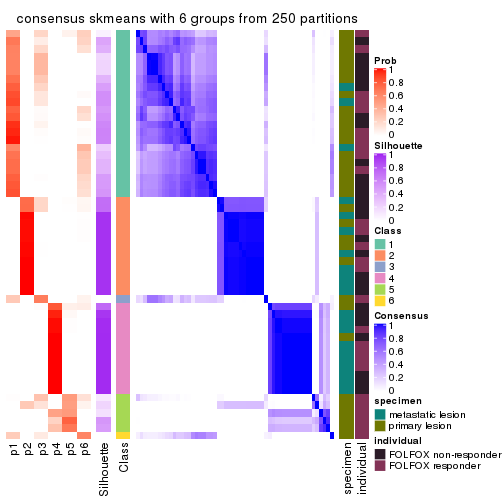 consensus skmeans with 6 groups from 250 partitions
Prob
1
0.8
0.6
0.4
0.2
0
Silhouette
1
0.8
0.6
0.4
0.2
0
Class
1
2
3
4
5
6
Consensus
1
0.8
0.6
0.4
0.2
0
specimen
metastatic lesion
primary lesion
individual
FOLFOX non-responder
FOLFOX responder
p1
p2
p3
p4
p5
p6
Silhouette
Class
specimen
individual